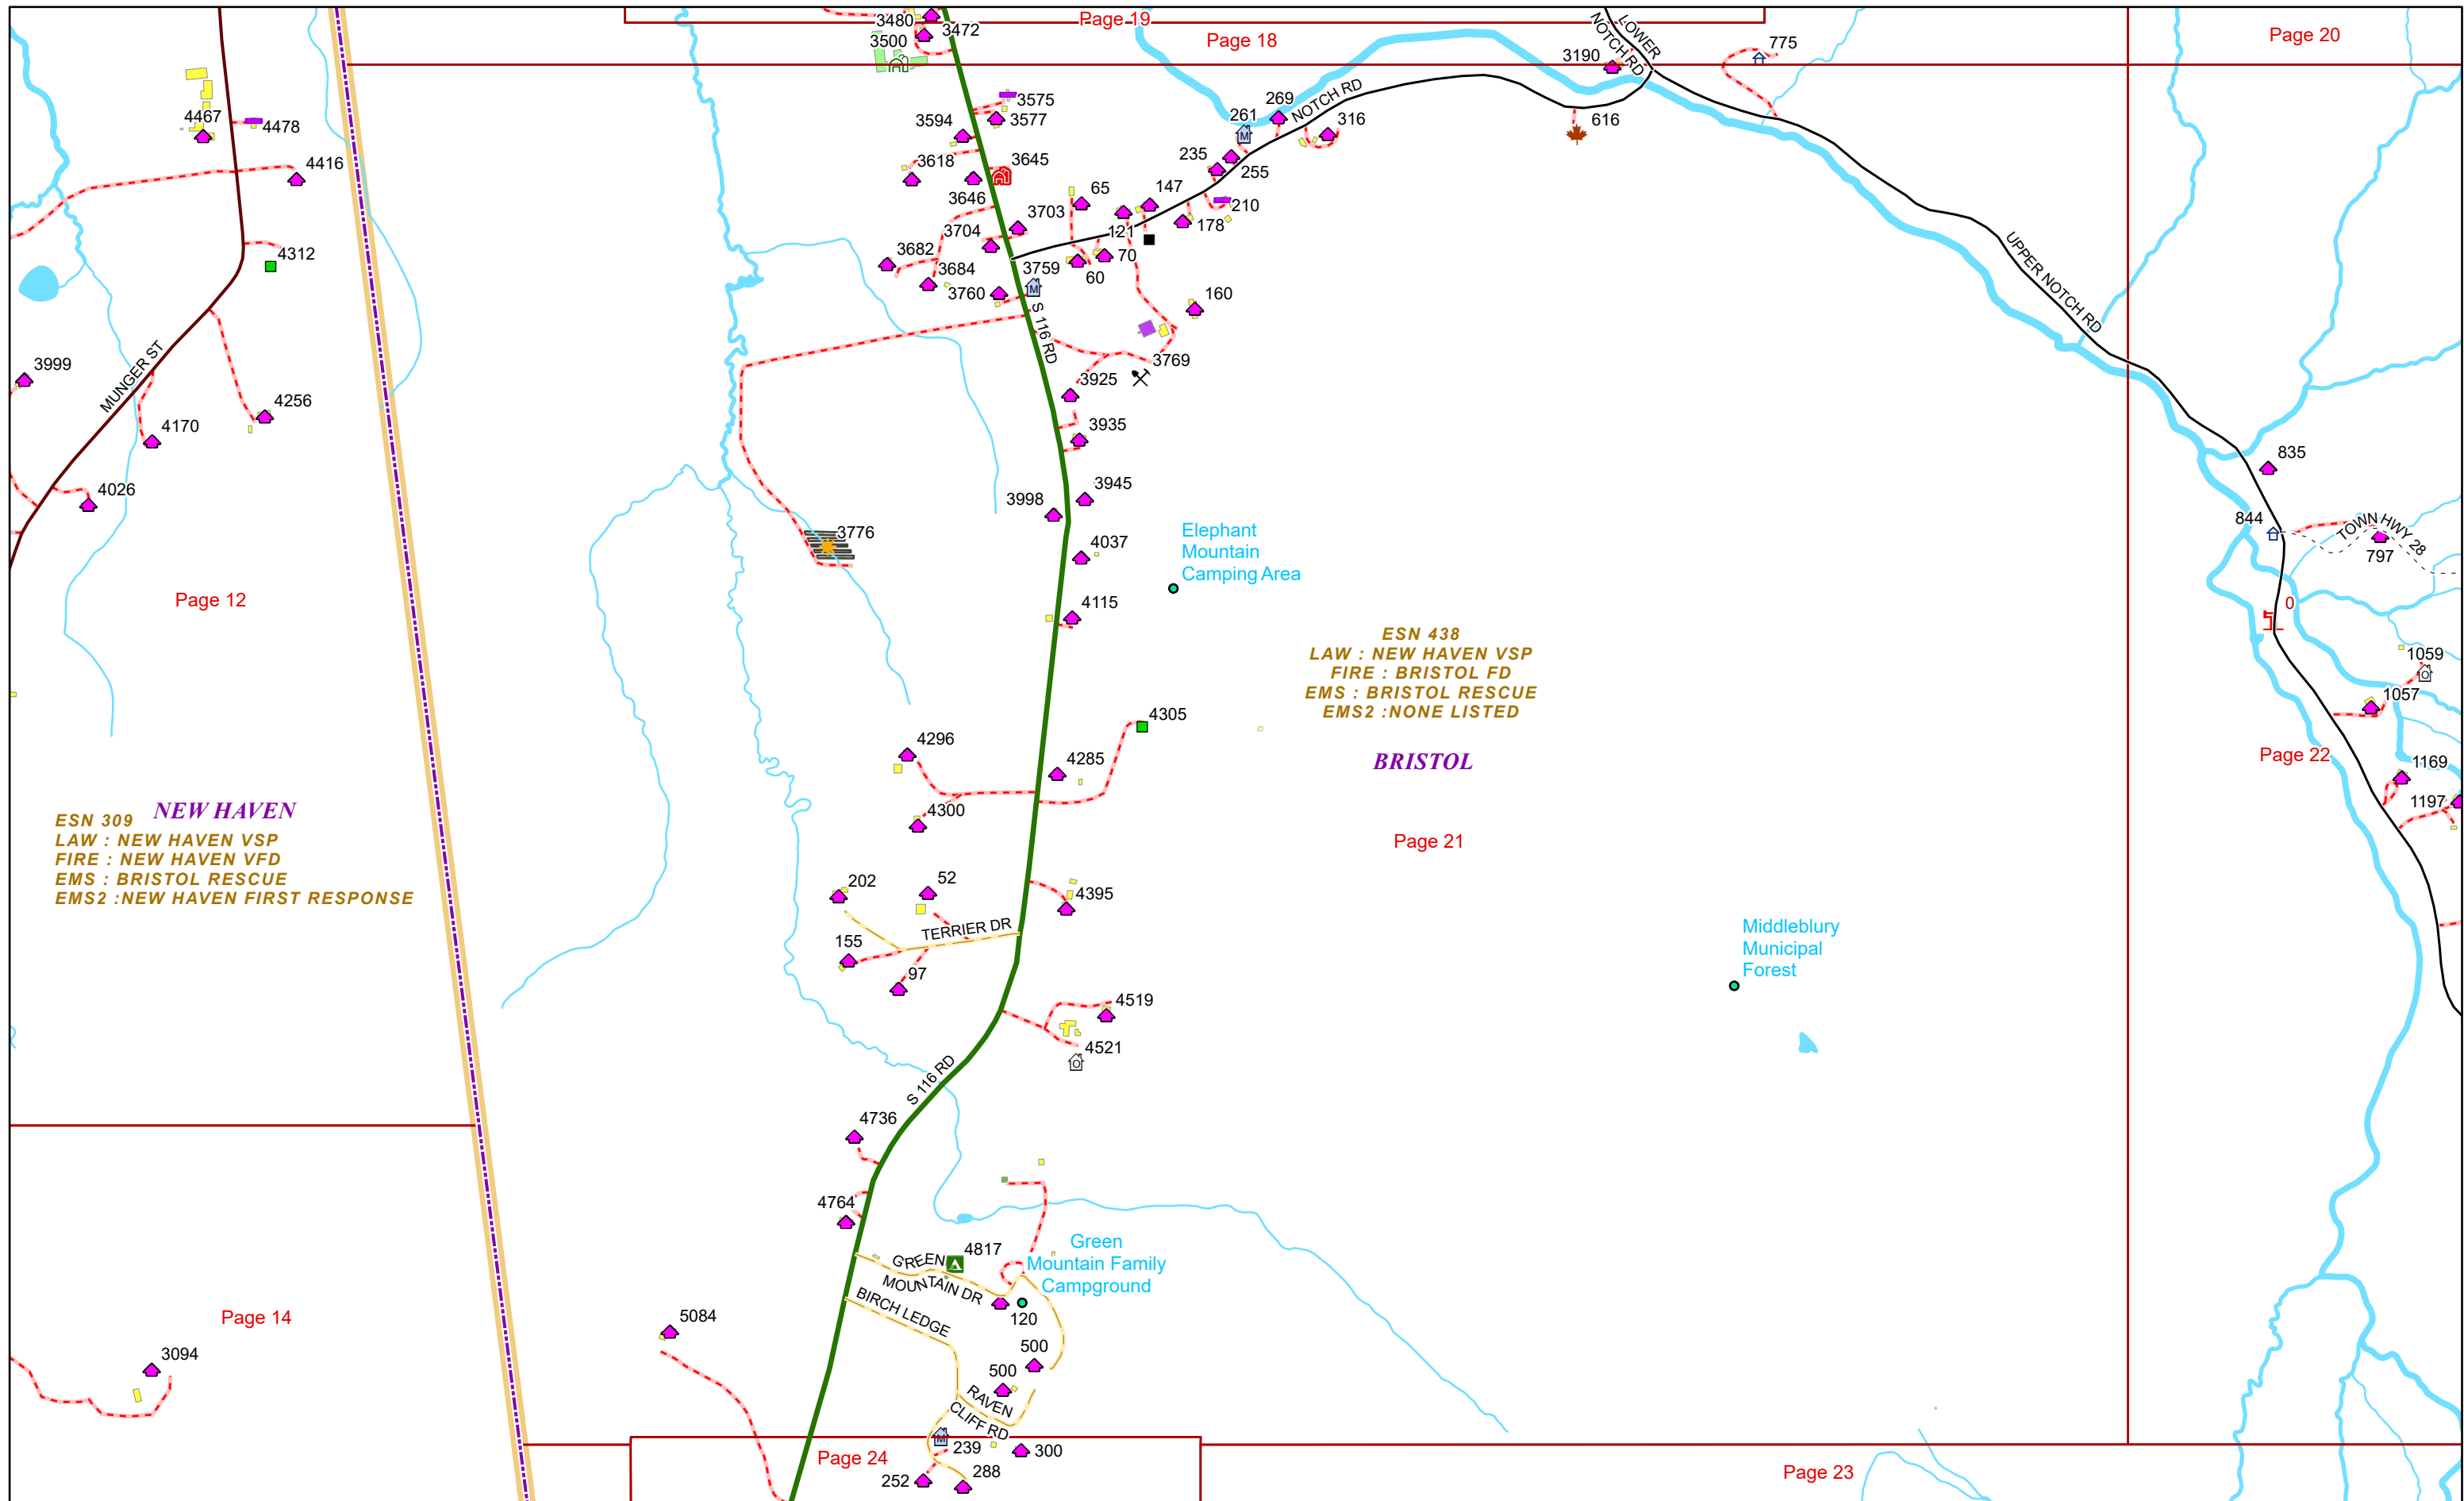 Page 19
Page 18
Page 20
3480
3472
3500
LOWER
NOTCH RD
3190
775
4467
4478
3575
3577
3594
NOTCH RD
269
261
316
616
4416
3618
3645
3646
235
255
65
147
210
178
3703
3704
121
70
60
4312
3682
3684
3759
3760
160
UPPER NOTCH RD
S 116 RD
3769
MUNGER ST
3999
3925
4256
4170
3935
835
4026
3945
3998
844
TOWN HWY 28
797
3776
Elephant
Mountain
Camping Area
4037
Page 12
4115
0
ESN 438
LAW : NEW HAVEN VSP
FIRE : BRISTOL FD
EMS : BRISTOL RESCUE
EMS2 :NONE LISTED
1059
1057
4305
4296
4285
BRISTOL
Page 22
1169
1197
NEW HAVEN
ESN 309
LAW : NEW HAVEN VSP
FIRE : NEW HAVEN VFD
EMS : BRISTOL RESCUE
EMS2 :NEW HAVEN FIRST RESPONSE
4300
Page 21
202
52
4395
TERRIER DR
155
97
Middleblury
Municipal
Forest
4519
4521
S 116 RD
4736
4764
GREEN
MOUNTAIN DR
4817
Green
Mountain Family
Campground
BIRCH LEDGE
120
Page 14
5084
3094
500
500
RAVEN
CLIFF RD
239
300
252
288
Page 24
Page 23
M
M
O
O
M